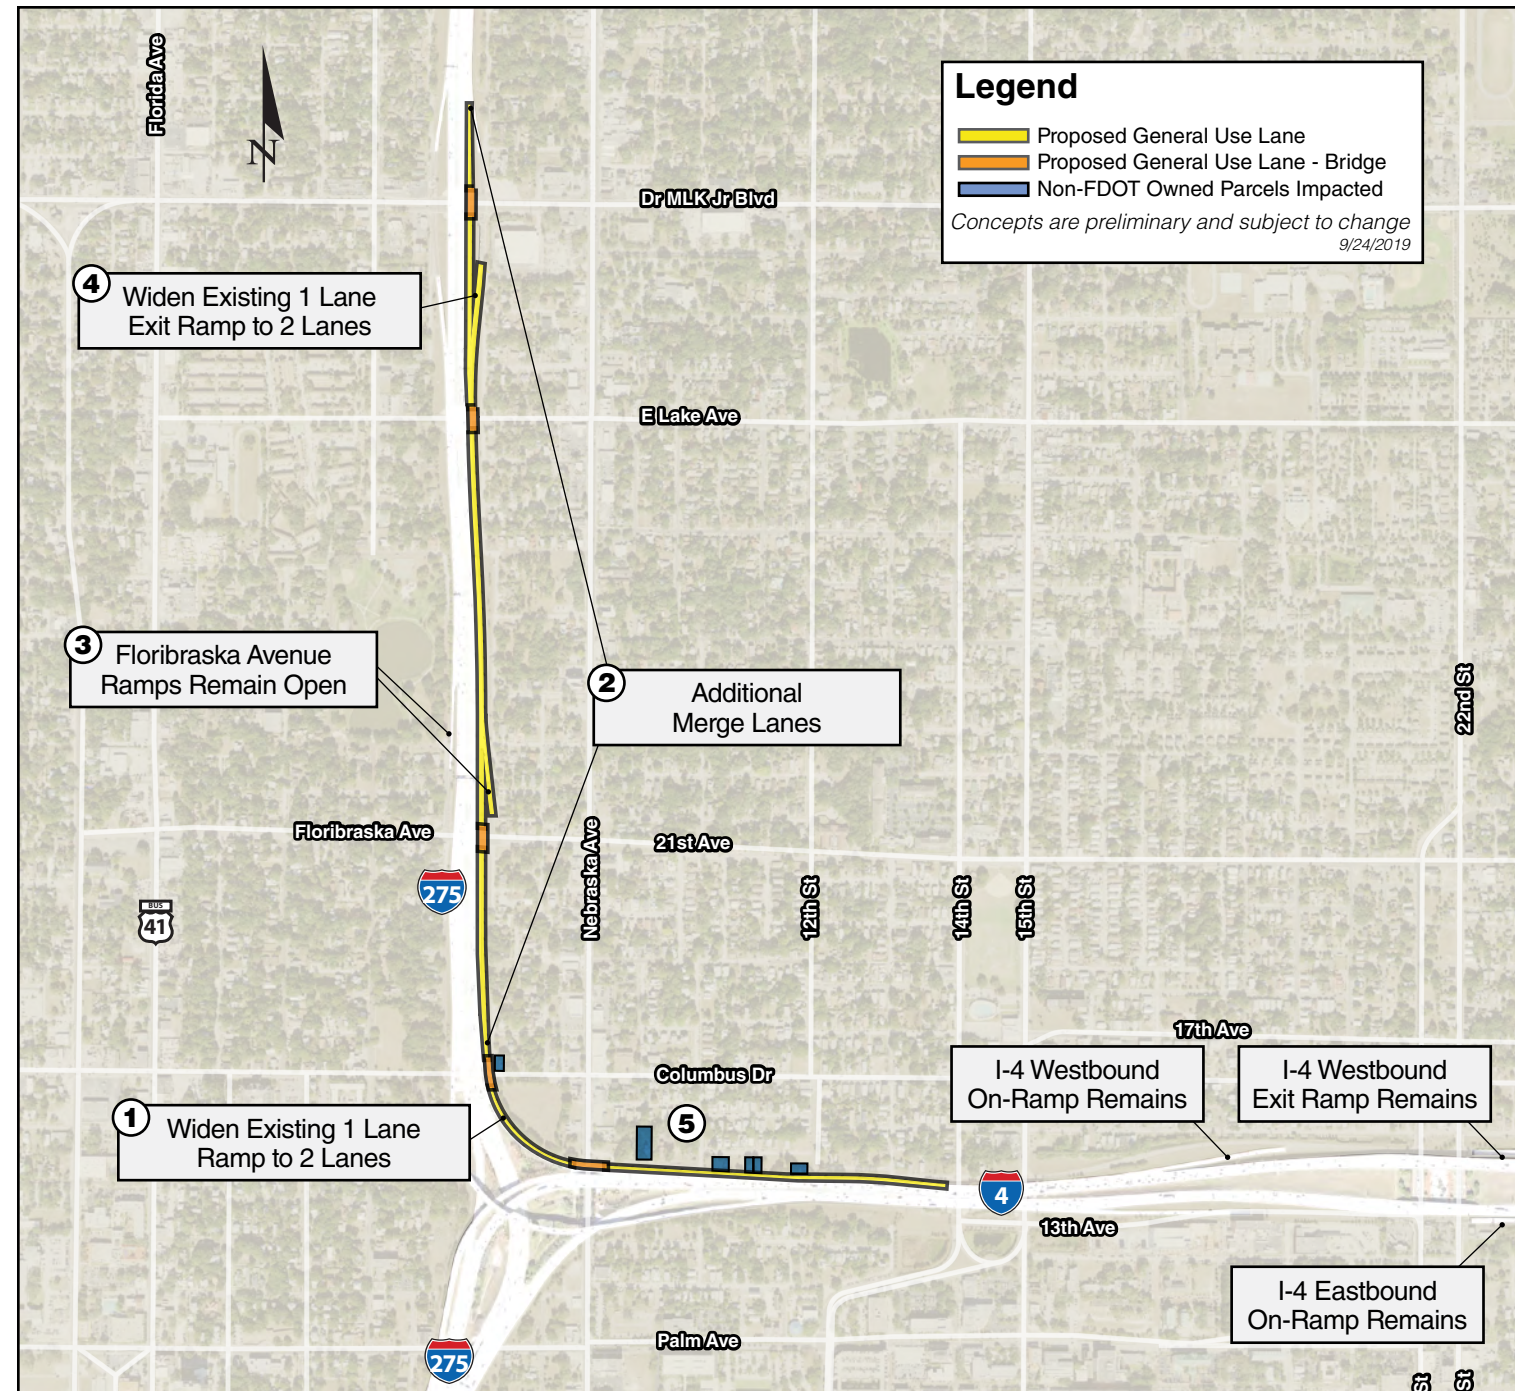 Florida Ave
N
Legend
Proposed General Use Lane
Proposed General Use Lane - Bridge
Non-FDOT Owned Parcels Impacted
Concepts are preliminary and subject to change
9/24/2019
Dr MLK Jr Blvd
4
Widen Existing 1 Lane
Exit Ramp to 2 Lanes
E Lake Ave
3
Floribraska Avenue
Ramps Remain Open
2
Additional
Merge Lanes
22nd St
Floribraska Ave
21st Ave
Nebraska Ave
12th St
14th St
15th St
275
BUS
41
17th Ave
Columbus Dr
I-4 Westbound
On-Ramp Remains
I-4 Westbound
Exit Ramp Remains
1
Widen Existing 1 Lane
Ramp to 2 Lanes
5
4
13th Ave
I-4 Eastbound
On-Ramp Remains
Palm Ave
275
St
St